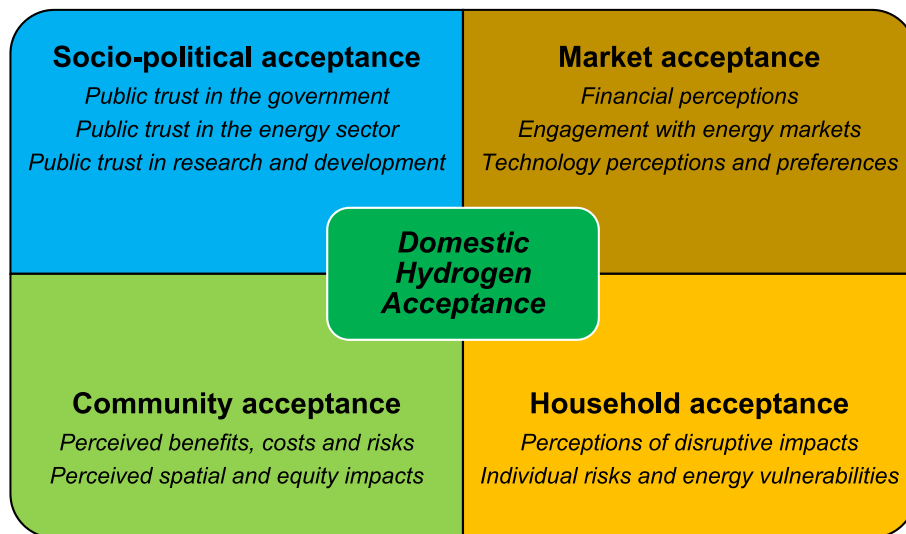 Socio-political acceptance
Public trust in the government
Public trust in the energy sector
Public trust in research and development
Market acceptance
Financial perceptions
Engagement with energy markets
Technology perceptions and preferences
Domestic
Hydrogen
Acceptance
Community acceptance
Perceived benefits, costs and risks
Perceived spatial and equity impacts
Household acceptance
Perceptions of disruptive impacts
Individual risks and energy vulnerabilities